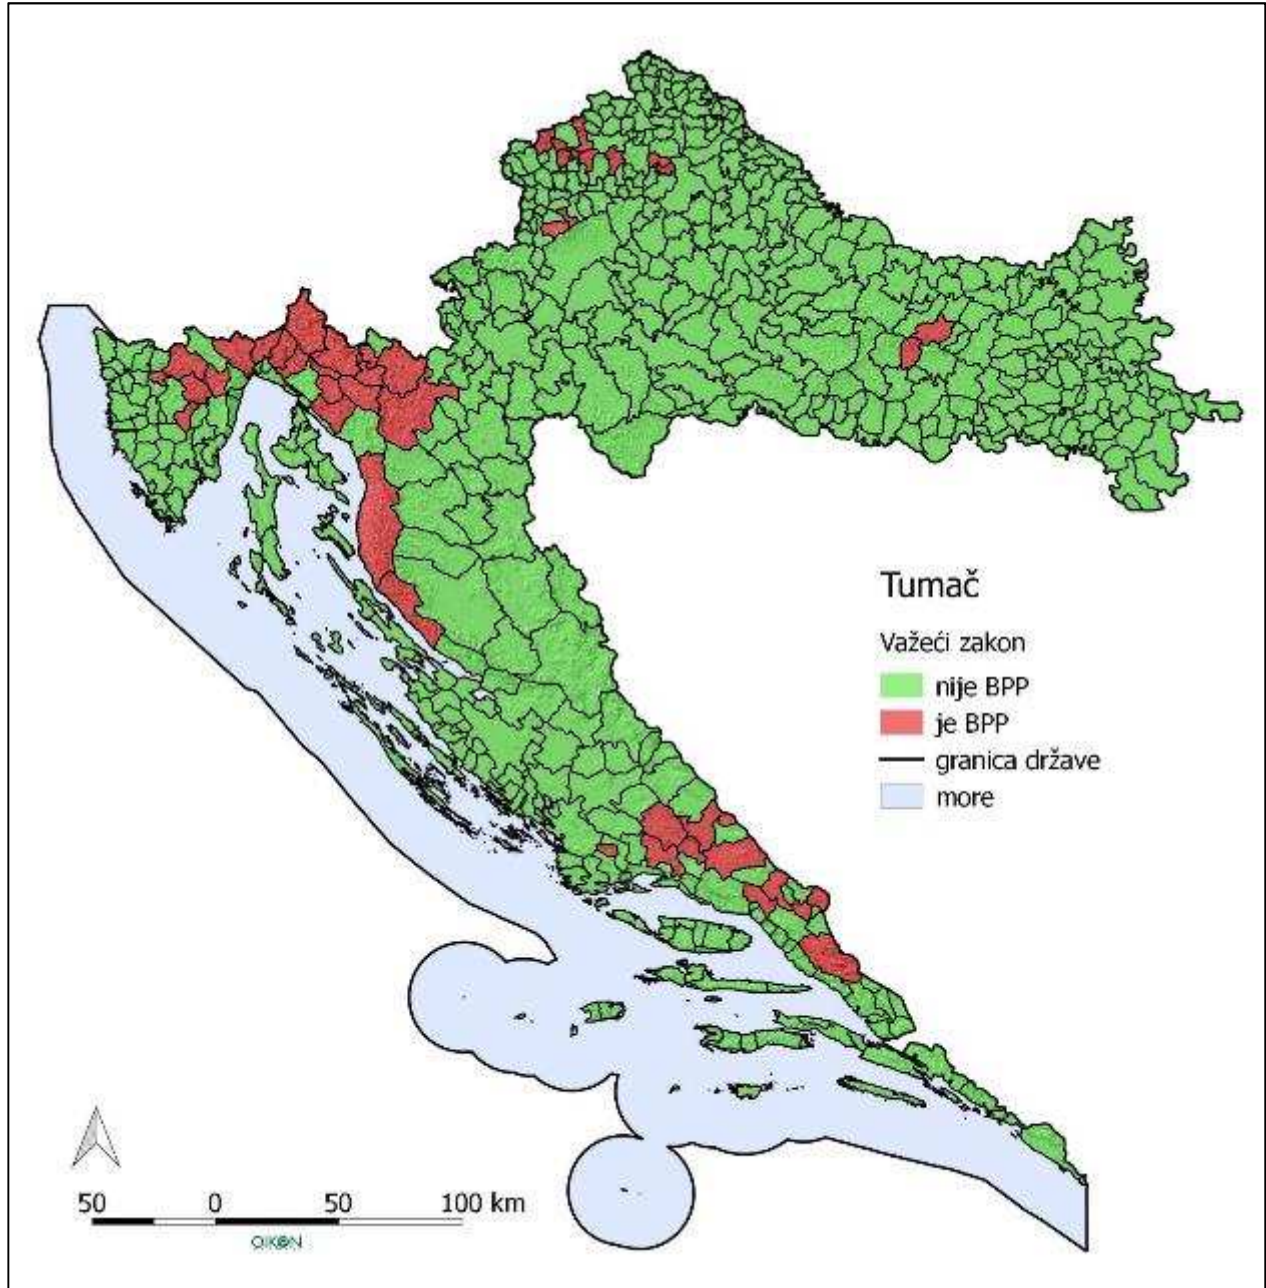 Tumač
Važeći zakon
nije BPP
je BPP
granica države
more
50 0 50 100 km
OIKON